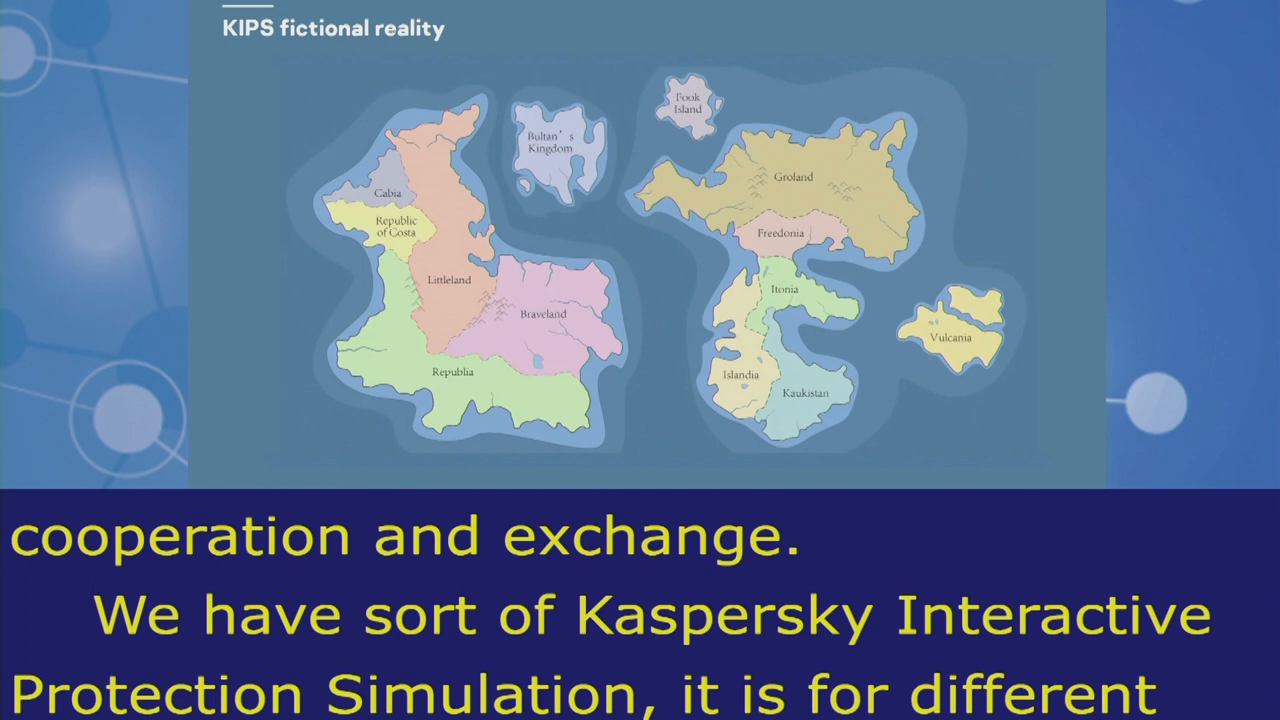 KIPS fictional reality
Fook
Island
Bultan's
Kingdom
Groland
Cabia
Republic
of Costa
Freedonia
Littleland
Itonia
Braveland
Vulcania
Republia
Islandia
Kaukistan
cooperation and exchange.
We have sort of Kaspersky Interactive
Protection Simulation, it is for different